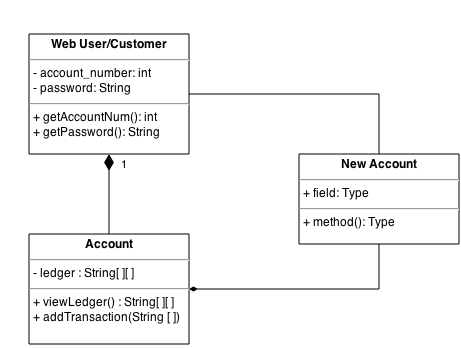 Web User/Customer
- account_number: int
- password: String
+ getAccountNum(): int
+ getPassword(): String
1
New Account
+ field: Type
+ method(): Type
Account
- ledger : String[ ][ ]
+ viewLedger() : String[ ][ ]
+ addTransaction(String [ ])